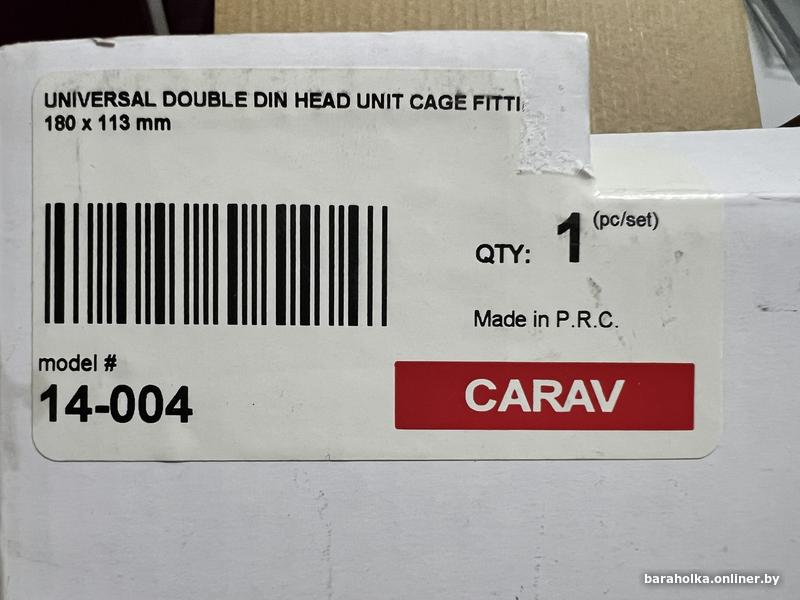 UNIVERSAL DOUBLE DIN HEAD UNIT CAGE
180 x 113 mm
QTY: 1 (pc/set)
Made in P.R.C.
model #
14-004
CARAV
baraholka.onliner.by